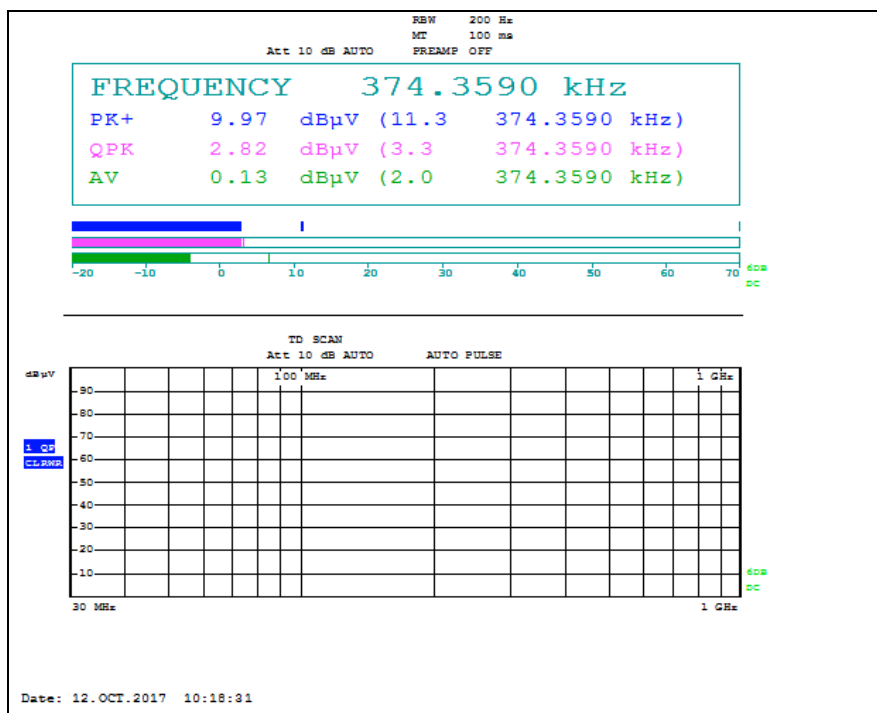 RBW 200 Hz
MT 100 ms
Att 10 dB AUTO PREAMP OFF
FREQUENCY 374.3590 kHz
PK+ 9.97 dBµV (11.3 374.3590 kHz)
QPK 2.82 dBµV (3.3 374.3590 kHz)
AV 0.13 dBµV (2.0 374.3590 kHz)
-20 -10 0 10 20 30 40 50 60 70
6DB
DC
TD SCAN
Att 10 dB AUTO AUTO PULSE
dBµV
100 MHz 1 GHz
90
80
70
1 QP
CLRWR
60
50
40
30
20
10
6DB
DC
30 MHz 1 GHz
Date: 12.OCT.2017 10:18:31